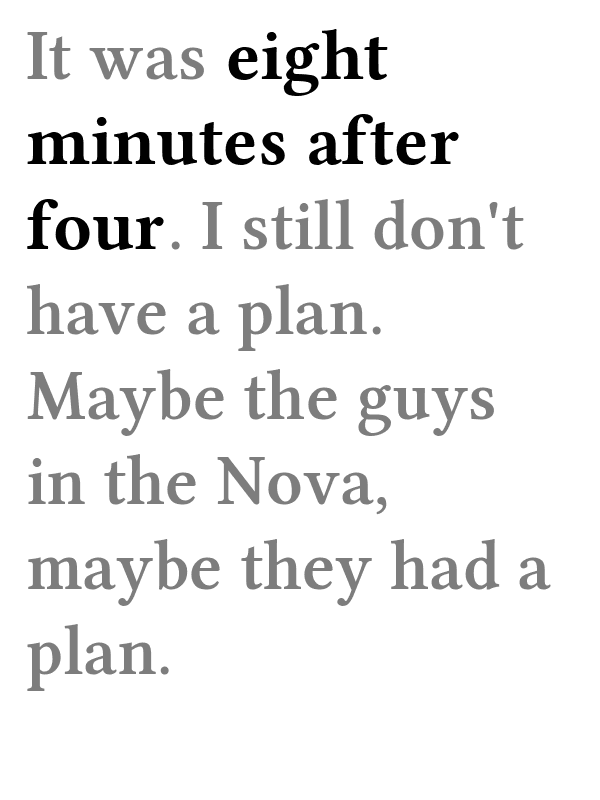 It was eight
minutes after
four. I still don't
have a plan.
Maybe the guys
in the Nova,
maybe they had a
plan.